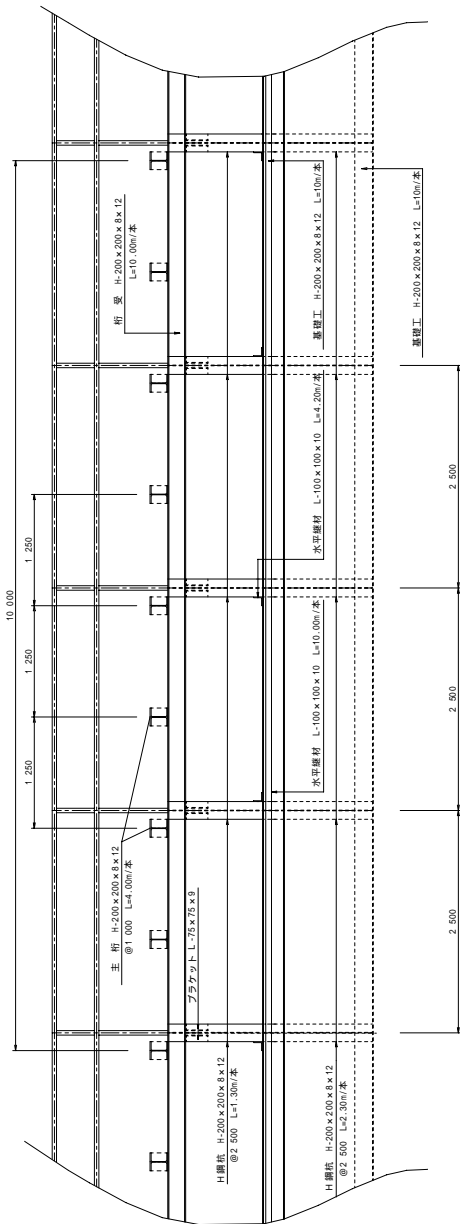 10 000
1 250
1 250
1 250
主　桁　H-200×200×8×12
@1 000　L=4.00m/本
桁　受　H-200×200×8×12
L=10.00m/本
ブラケット L-75×75×9
H鋼杭　H-200×200×8×12
@2 500　L=1.30m/本
水平継材　L-100×100×10　L=4.20m/本
基礎工　H-200×200×8×12　L=10m/本
H鋼杭　H-200×200×8×12
@2 500　L=2.30m/本
水平継材　L-100×100×10　L=10.00m/本
基礎工　H-200×200×8×12　L=10m/本
2 500
2 500
2 500